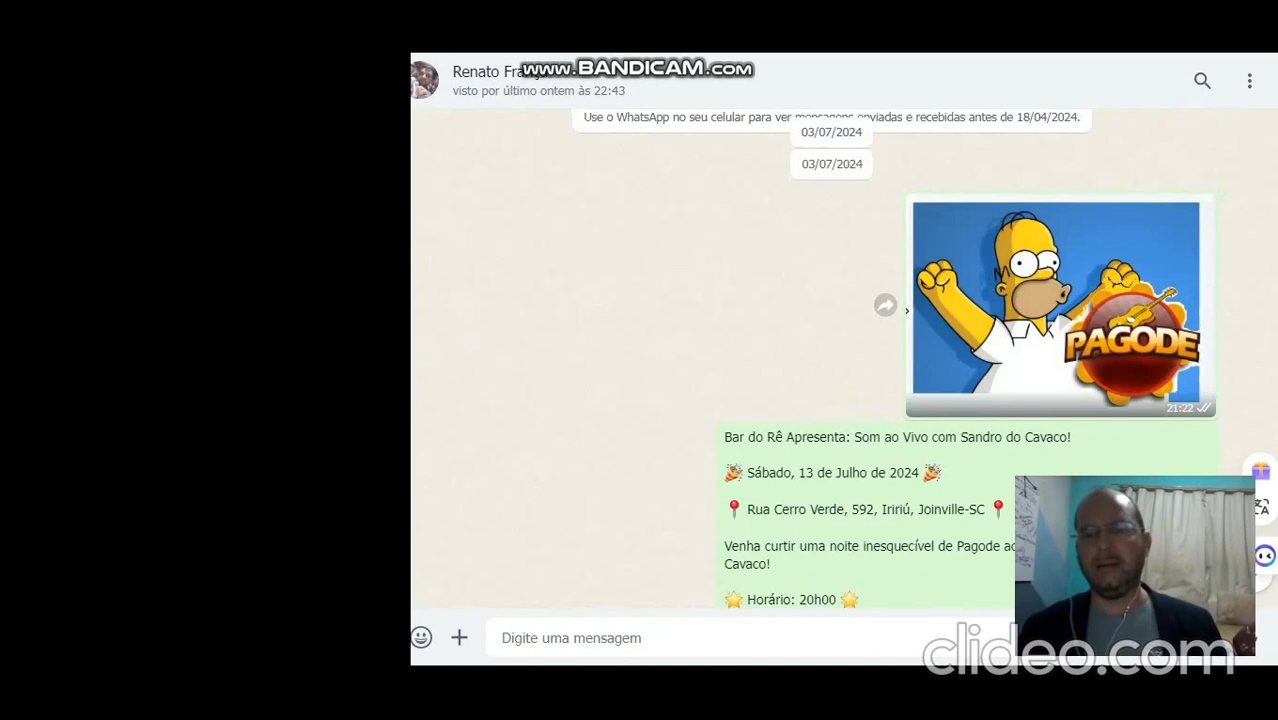 Renato França
www.BANDICAM.com
visto por último ontem às 22:43
Use o WhatsApp no seu celular para ver mensagens enviadas e recebidas antes de 18/04/2024.
03/07/2024
03/07/2024
PAGODE
21:22
Bar do Rê Apresenta: Som ao Vivo com Sandro do Cavaco!
🎉 Sábado, 13 de Julho de 2024 🎉
📍 Rua Cerro Verde, 592, Iririú, Joinville-SC 📍
Venha curtir uma noite inesquecível de Pagode ao
Cavaco!
🌟 Horário: 20h00 🌟
Digite uma mensagem
clideo.com